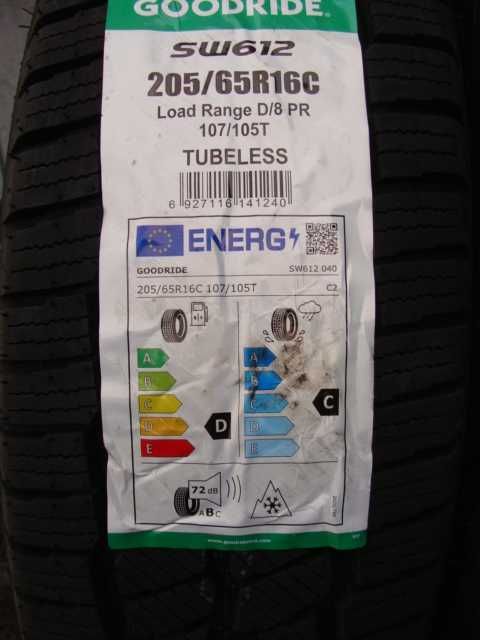 GOODRIDE
SW612
205/65R16C
Load Range D/8 PR
107/105T
TUBELESS
6 927116 141240
ENERG
GOODRIDE SW612 040
205/65R16C 107/105T C2
A A
B B
C C C
D D D
E E
72 dB
ABC